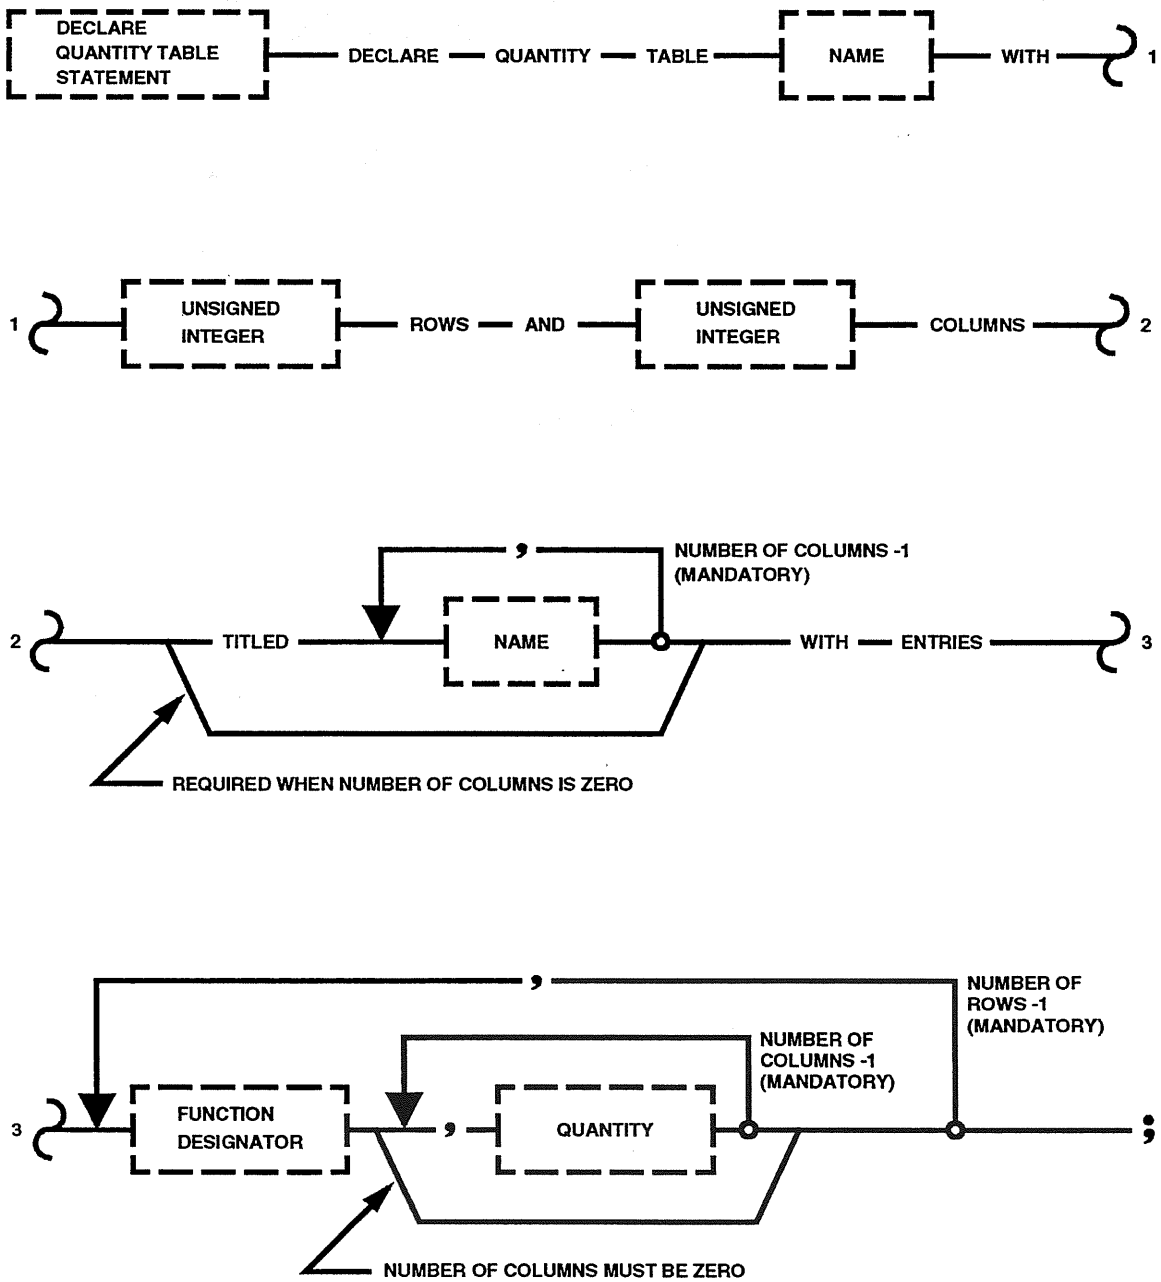 DECLARE
QUANTITY TABLE
STATEMENT
DECLARE QUANTITY TABLE NAME WITH 1
1 UNSIGNED INTEGER ROWS AND UNSIGNED INTEGER COLUMNS 2
,
NUMBER OF COLUMNS -1
(MANDATORY)
2 TITLED NAME WITH ENTRIES 3
REQUIRED WHEN NUMBER OF COLUMNS IS ZERO
,
NUMBER OF
ROWS -1
(MANDATORY)
NUMBER OF
COLUMNS -1
(MANDATORY)
3 FUNCTION DESIGNATOR , QUANTITY ;
NUMBER OF COLUMNS MUST BE ZERO